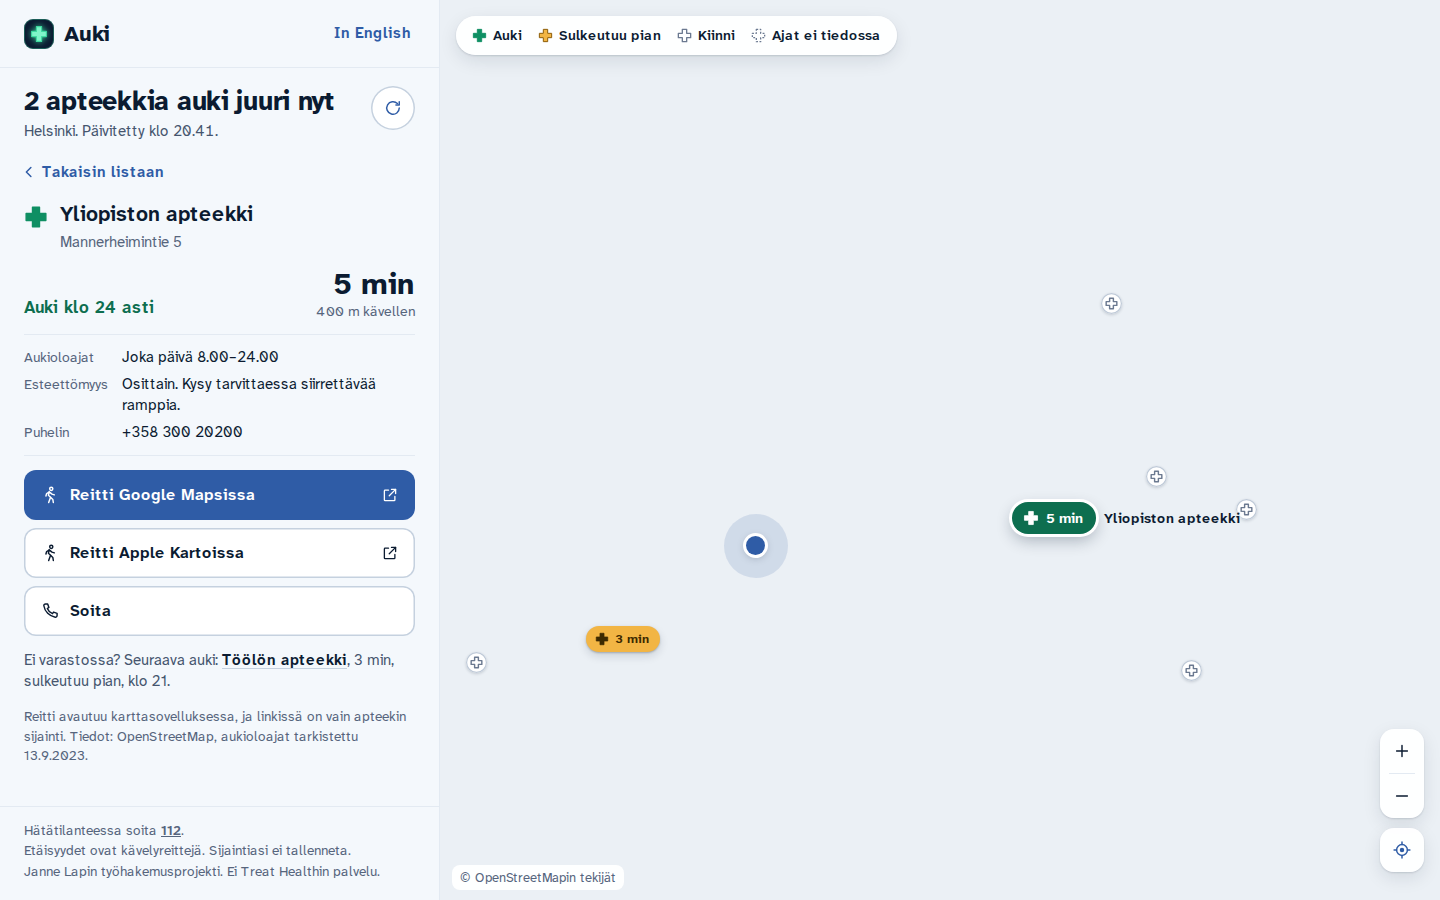 Auki
In English
2 apteekkia auki juuri nyt
Helsinki. Päivitetty klo 20.41.
Takaisin listaan
Yliopiston apteekki
Mannerheimintie 5
5 min
Auki klo 24 asti
400 m kävellen
Aukioloajat Joka päivä 8.00–24.00
Esteettömyys Osittain. Kysy tarvittaessa siirrettävää
ramppia.
Puhelin +358 300 20200
Reitti Google Mapsissa
Reitti Apple Kartoissa
Soita
Ei varastossa? Seuraava auki: Töölön apteekki, 3 min,
sulkeutuu pian, klo 21.
Reitti avautuu karttasovelluksessa, ja linkissä on vain apteekin
sijainti. Tiedot: OpenStreetMap, aukioloajat tarkistettu
13.9.2023.
Hätätilanteessa soita 112.
Etäisyydet ovat kävelyreittejä. Sijaintiasi ei tallenneta.
Janne Lapin työhakemusprojekti. Ei Treat Healthin palvelu.
Auki Sulkeutuu pian Kiinni Ajat ei tiedossa
5 min Yliopiston apteekki
3 min
© OpenStreetMapin tekijät